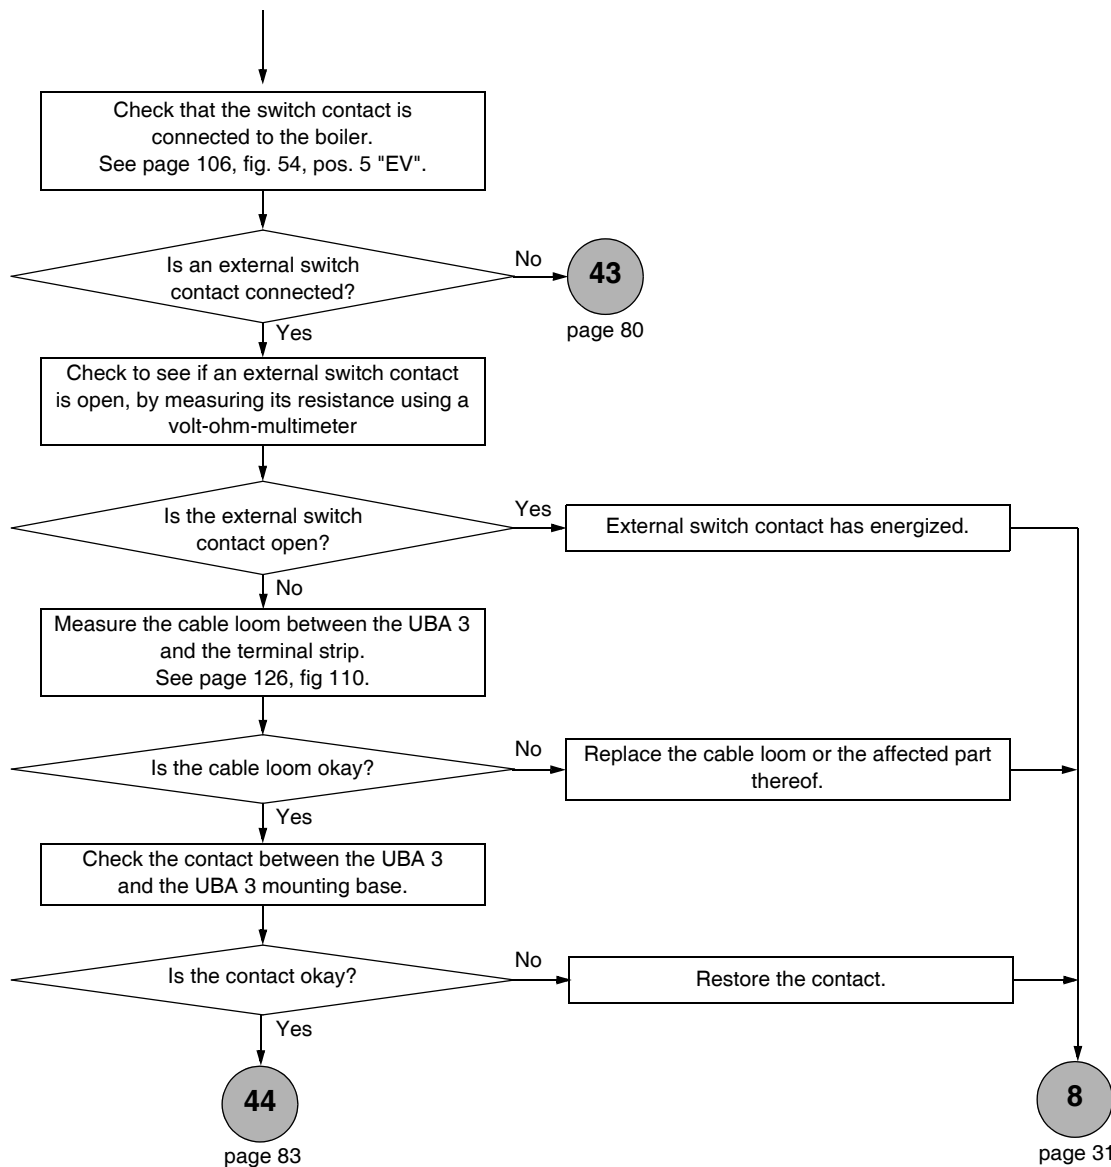 Check that the switch contact is
connected to the boiler.
See page 106, fig. 54, pos. 5 "EV".
Is an external switch
contact connected?
No
43
page 80
Yes
Check to see if an external switch contact
is open, by measuring its resistance using a
volt-ohm-multimeter
Is the external switch
contact open?
Yes
External switch contact has energized.
No
Measure the cable loom between the UBA 3
and the terminal strip.
See page 126, fig 110.
Is the cable loom okay?
No
Replace the cable loom or the affected part
thereof.
Yes
Check the contact between the UBA 3
and the UBA 3 mounting base.
Is the contact okay?
No
Restore the contact.
Yes
44
page 83
8
page 31